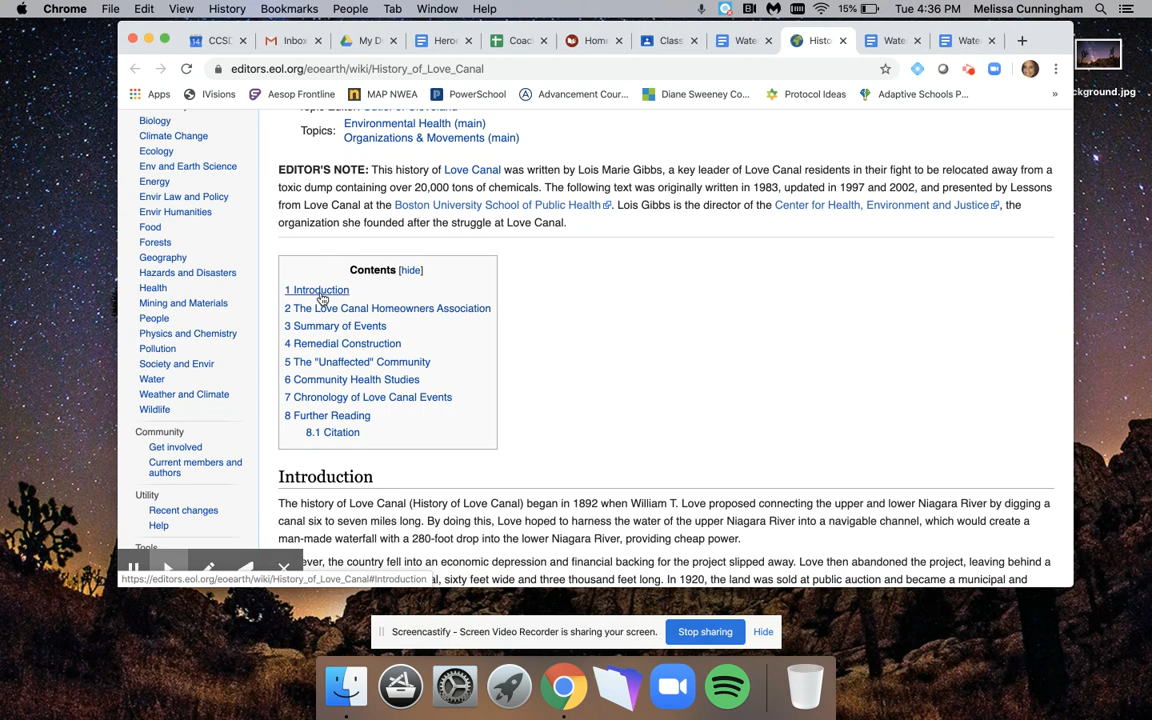 Chrome File Edit View History Bookmarks People Tab Window Help 15% Tue 4:36 PM Melissa Cunningham
CCSD Inbox My D Hero Coac Home Class Wate Histo Wate Wate
editors.eol.org/eoearth/wiki/History_of_Love_Canal
Apps IVisions Aesop Frontline MAP NWEA PowerSchool Advancement Cour... Diane Sweeney Co... Protocol Ideas Adaptive Schools P... »
ckground.jpg
Topics: Environmental Health (main)
Organizations & Movements (main)
EDITOR'S NOTE: This history of Love Canal was written by Lois Marie Gibbs, a key leader of Love Canal residents in their fight to be relocated away from a
toxic dump containing over 20,000 tons of chemicals. The following text was originally written in 1983, updated in 1997 and 2002, and presented by Lessons
from Love Canal at the Boston University School of Public Health. Lois Gibbs is the director of the Center for Health, Environment and Justice, the
organization she founded after the struggle at Love Canal.
Biology
Climate Change
Ecology
Env and Earth Science
Energy
Envir Law and Policy
Envir Humanities
Food
Forests
Geography
Hazards and Disasters
Health
Mining and Materials
People
Physics and Chemistry
Pollution
Society and Envir
Water
Weather and Climate
Wildlife
Community
Get involved
Current members and
authors
Utility
Recent changes
Help
Tools
Contents [hide]
1 Introduction
2 The Love Canal Homeowners Association
3 Summary of Events
4 Remedial Construction
5 The "Unaffected" Community
6 Community Health Studies
7 Chronology of Love Canal Events
8 Further Reading
8.1 Citation
Introduction
The history of Love Canal (History of Love Canal) began in 1892 when William T. Love proposed connecting the upper and lower Niagara River by digging a
canal six to seven miles long. By doing this, Love hoped to harness the water of the upper Niagara River into a navigable channel, which would create a
man-made waterfall with a 280-foot drop into the lower Niagara River, providing cheap power.
ever, the country fell into an economic depression and financial backing for the project slipped away. Love then abandoned the project, leaving behind a
al, sixty feet wide and three thousand feet long. In 1920, the land was sold at public auction and became a municipal and
https://editors.eol.org/eoearth/wiki/History_of_Love_Canal#Introduction
Screencastify - Screen Video Recorder is sharing your screen. Stop sharing Hide